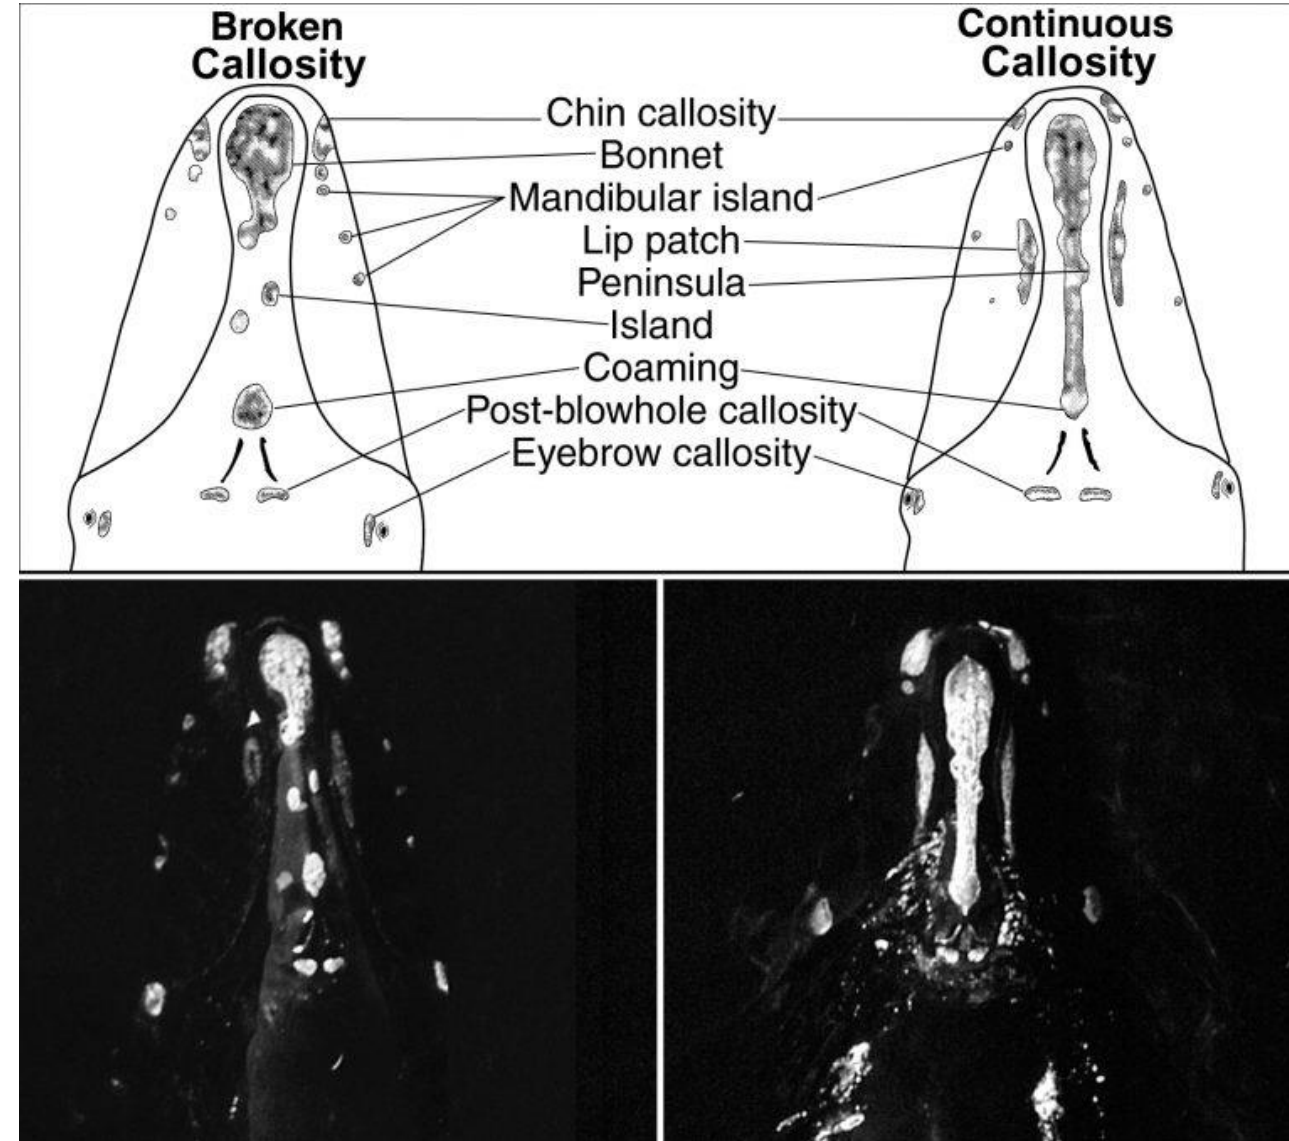 Broken
Callosity
Continuous
Callosity
Chin callosity
Bonnet
Mandibular island
Lip patch
Peninsula
Island
Coaming
Post-blowhole callosity
Eyebrow callosity